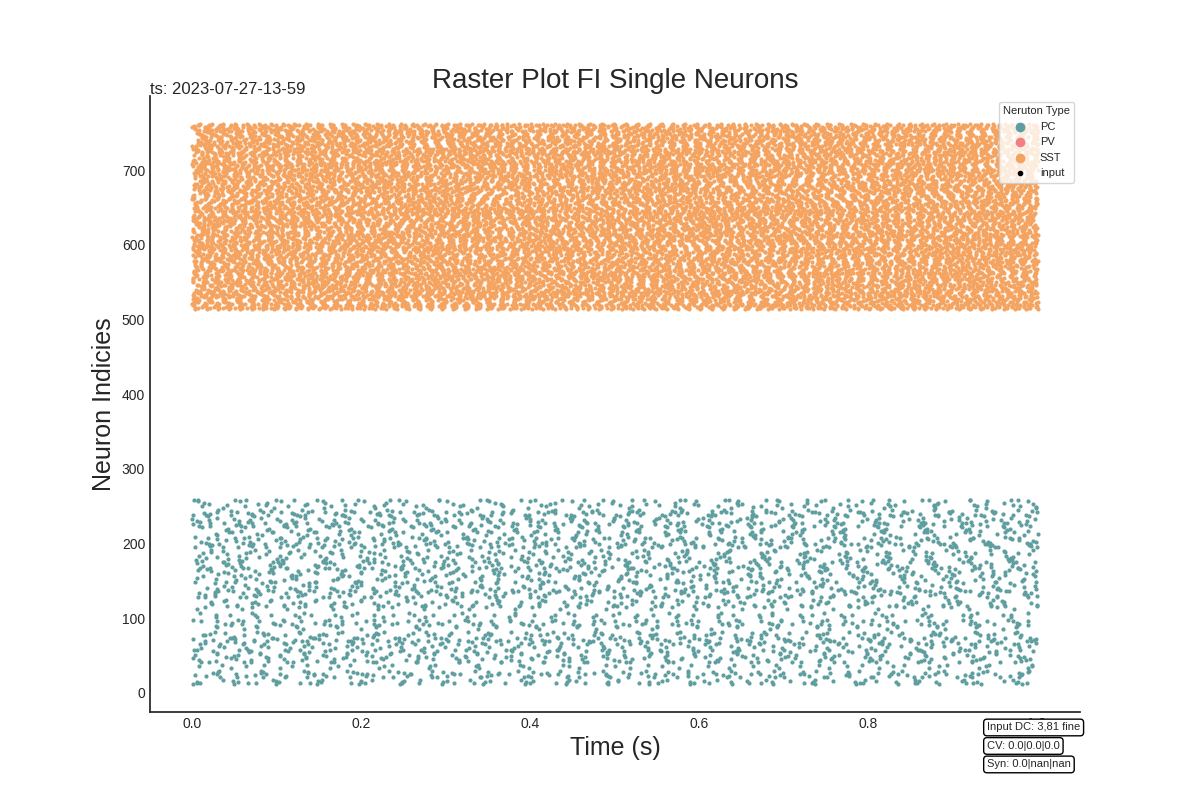 Raster Plot FI Single Neurons
ts: 2023-07-27-13-59
Neruton Type
PC
PV
SST
input
Neuron Indicies
700
600
500
400
300
200
100
0
0.0 0.2 0.4 0.6 0.8
Time (s)
Input DC: 3,81 fine
CV: 0.0|0.0|0.0
Syn: 0.0|nan|nan